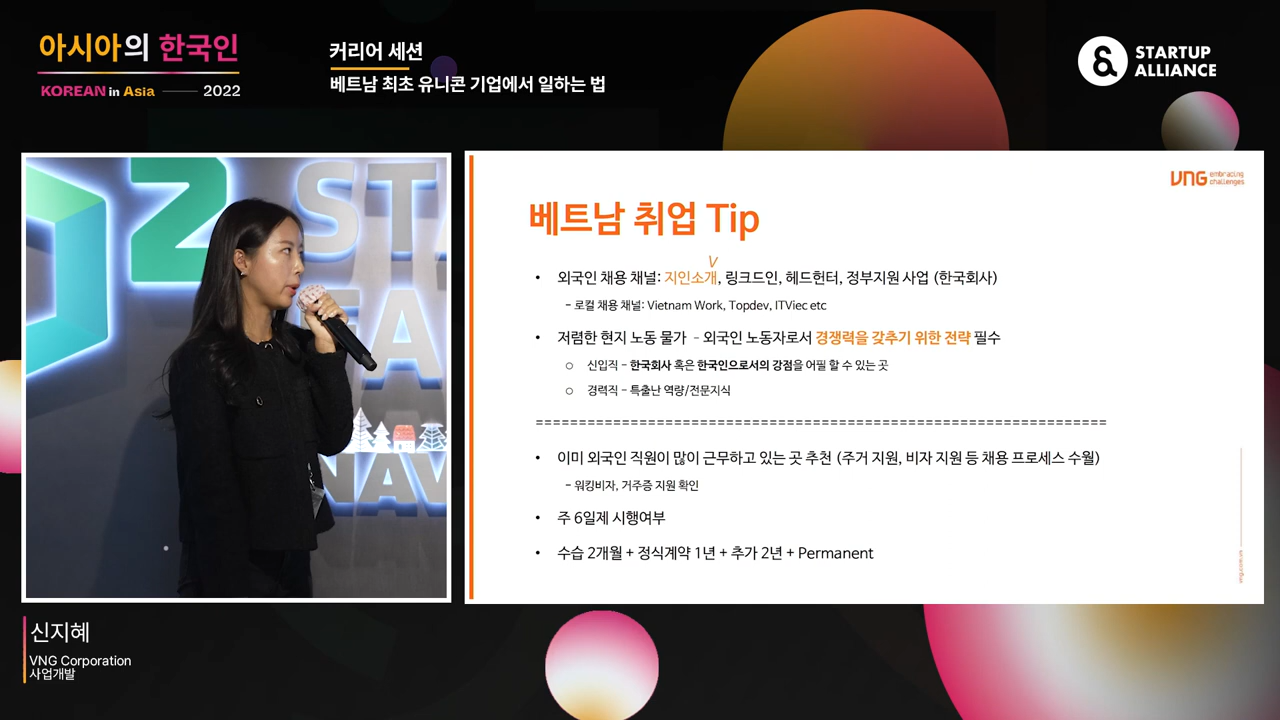 아시아의 한국인
KOREAN in Asia 2022
커리어 세션
베트남 최초 유니콘 기업에서 일하는 법
STARTUP
ALLIANCE
VNG embracing
challenges
베트남 취업 Tip
V
• 외국인 채용 채널: 지인소개, 링크드인, 헤드헌터, 정부지원 사업 (한국회사)
– 로컬 채용 채널: Vietnam Work, Topdev, ITViec etc
• 저렴한 현지 노동 물가 – 외국인 노동자로서 경쟁력을 갖추기 위한 전략 필수
○ 신입직 – 한국회사 혹은 한국인으로서의 강점을 어필 할 수 있는 곳
○ 경력직 – 특출난 역량/전문지식
==================================================================
• 이미 외국인 직원이 많이 근무하고 있는 곳 추천 (주거 지원, 비자 지원 등 채용 프로세스 수월)
– 워킹비자, 거주증 지원 확인
• 주 6일제 시행여부
• 수습 2개월 + 정식계약 1년 + 추가 2년 + Permanent
2 ST
NAV
신지혜
VNG Corporation
사업개발